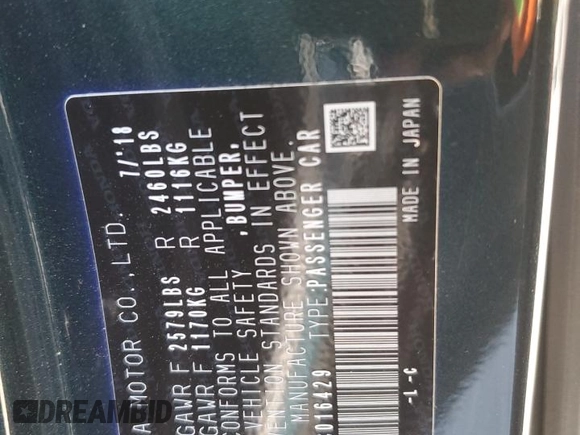 MOTOR CO.,LTD. 7/'18
GAWR F 2579LBS R 2460LBS
GAWR F 1170KG R 1116KG
CONFORMS TO ALL APPLICABLE
VEHICLE SAFETY ,BUMPER,
STANDARDS IN EFFECT
MANUFACTURE SHOWN ABOVE.
016429 TYPE:PASSENGER CAR
-L-C MADE IN JAPAN
DREAMBID